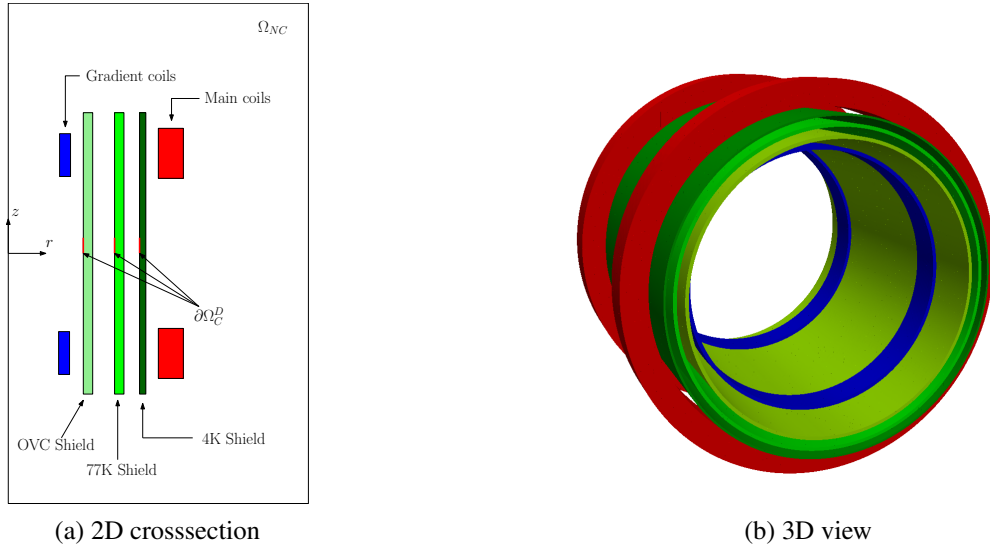 Ω_NC
Gradient coils
Main coils
z
r
∂Ω_C^D
OVC Shield
4K Shield
77K Shield
(a) 2D crosssection
(b) 3D view